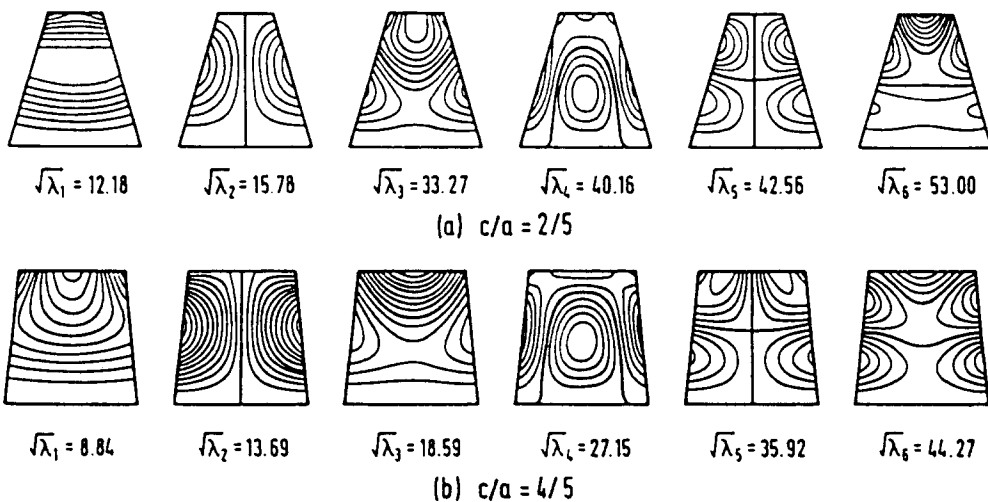 √λ₁ = 12.18 √λ₂ = 15.78 √λ₃ = 33.27 √λ₄ = 40.16 √λ₅ = 42.56 √λ₆ = 53.00
(a) c/a = 2/5
√λ₁ = 8.84 √λ₂ = 13.69 √λ₃ = 18.59 √λ₄ = 27.15 √λ₅ = 35.92 √λ₆ = 44.27
(b) c/a = 4/5